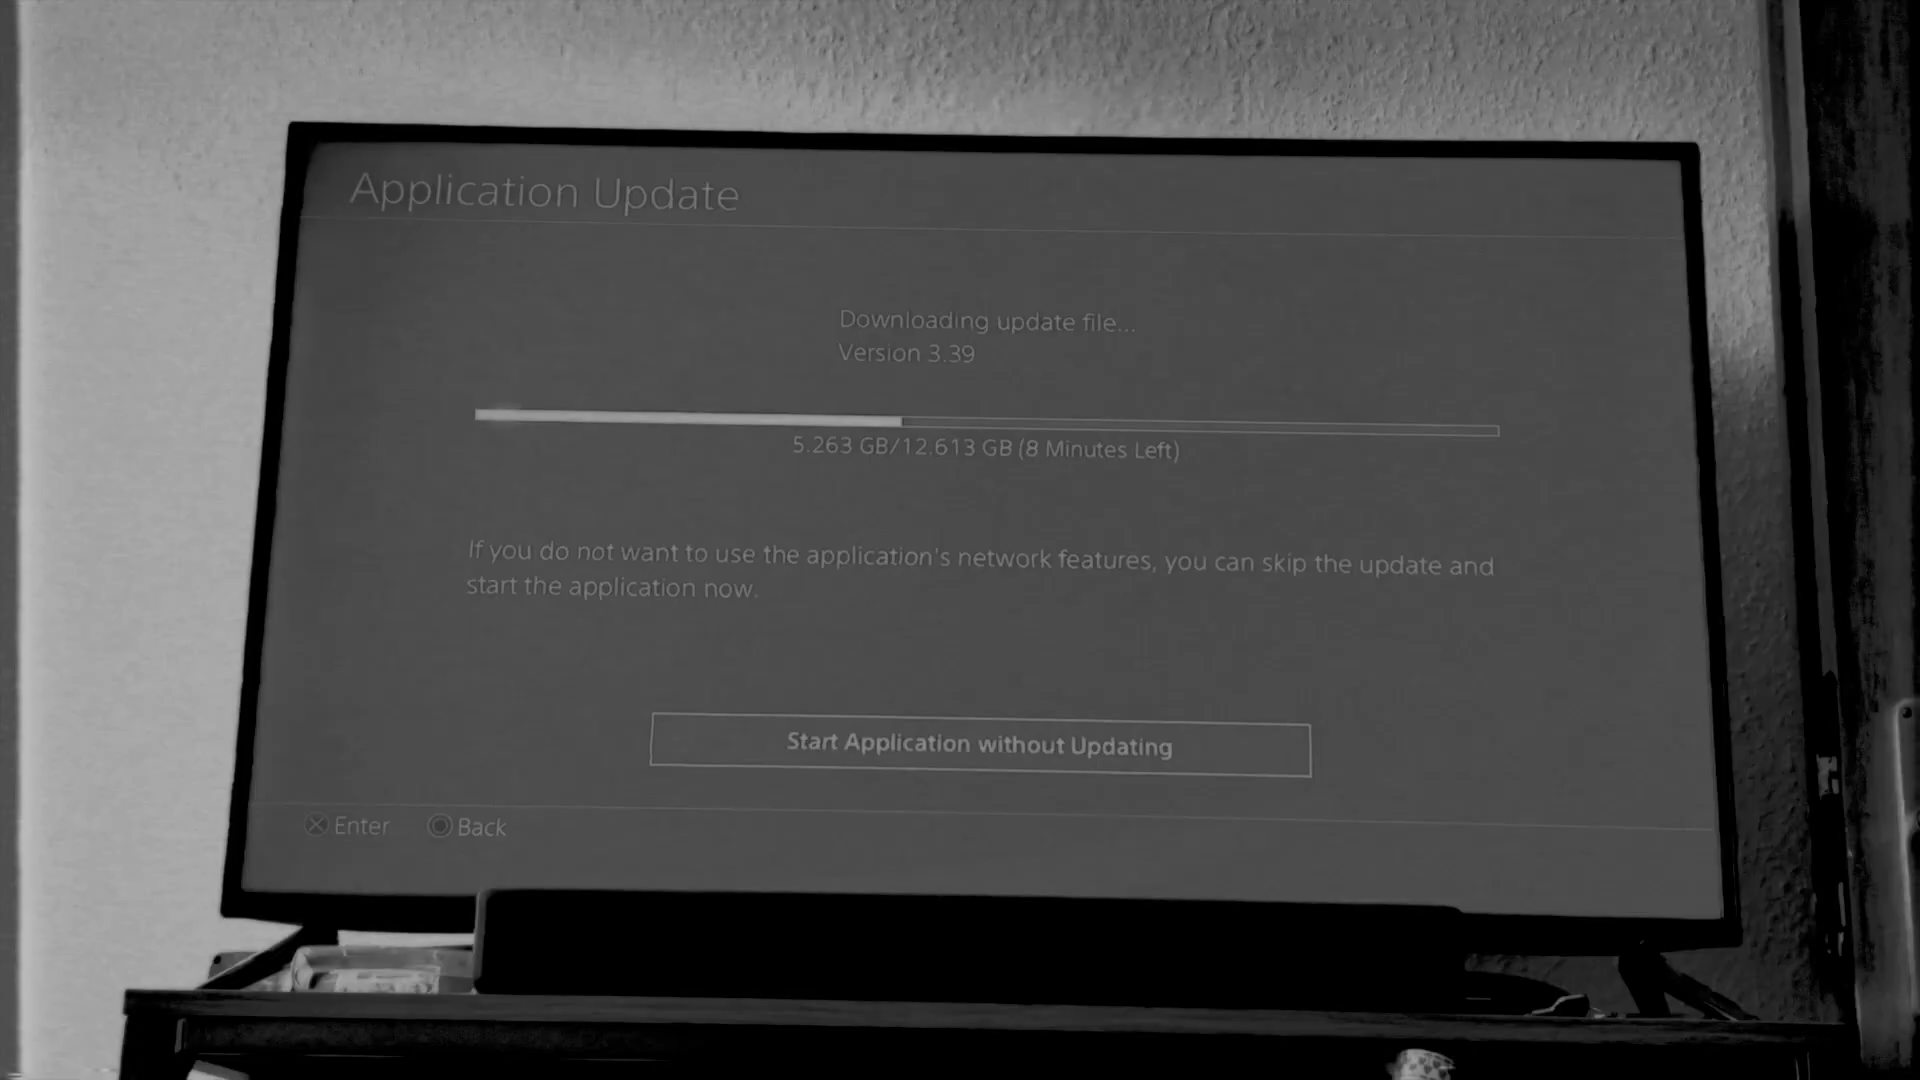 Application Update
Downloading update file...
Version 3.39
5.263 GB/12.613 GB (8 Minutes Left)
If you do not want to use the application's network features, you can skip the update and
start the application now.
Start Application without Updating
Enter Back